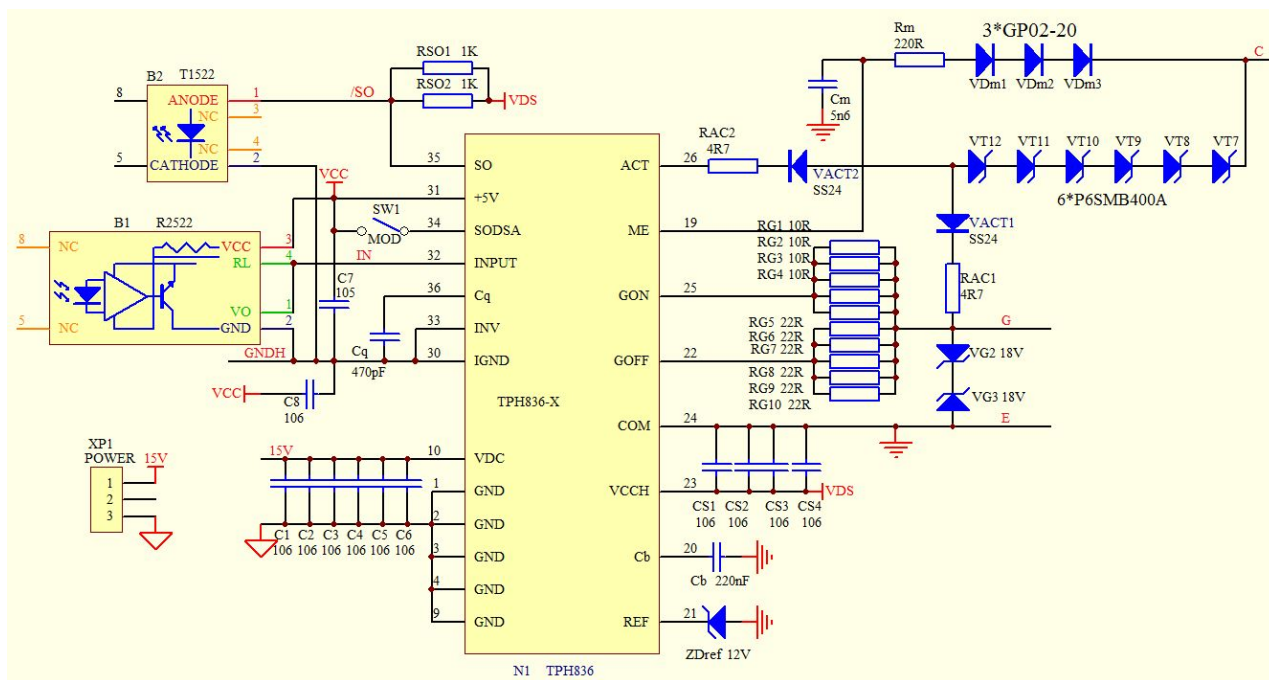 Rm
220R
3*GP02-20
C
VDm1
VDm2
VDm3
Cm
5n6
RSO1 1K
RSO2 1K
/SO
VDS
B2
T1522
8
ANODE
1
NC
3
NC
4
5
CATHODE
2
VCC
B1
R2522
8
NC
VCC
3
RL
4
IN
VO
1
5
NC
GND
2
GNDH
SW1
MOD
C7
105
Cq
470pF
VCC
C8
106
35
SO
31
+5V
34
SODSA
32
INPUT
36
Cq
33
INV
30
IGND
TPH836-X
10
VDC
1
GND
2
GND
3
GND
4
GND
9
GND
ACT
26
ME
19
GON
25
GOFF
22
COM
24
VCCH
23
Cb
20
REF
21
N1 TPH836
RAC2
4R7
VACT2
SS24
VT12
VT11
VT10
VT9
VT8
VT7
6*P6SMB400A
VACT1
SS24
RAC1
4R7
RG1 10R
RG2 10R
RG3 10R
RG4 10R
RG5 22R
RG6 22R
RG7 22R
RG8 22R
RG9 22R
RG10 22R
G
VG2 18V
VG3 18V
E
CS1
106
CS2
106
CS3
106
CS4
106
VDS
Cb 220nF
ZDref 12V
XP1
POWER
15V
1
2
3
15V
C1
106
C2
106
C3
106
C4
106
C5
106
C6
106